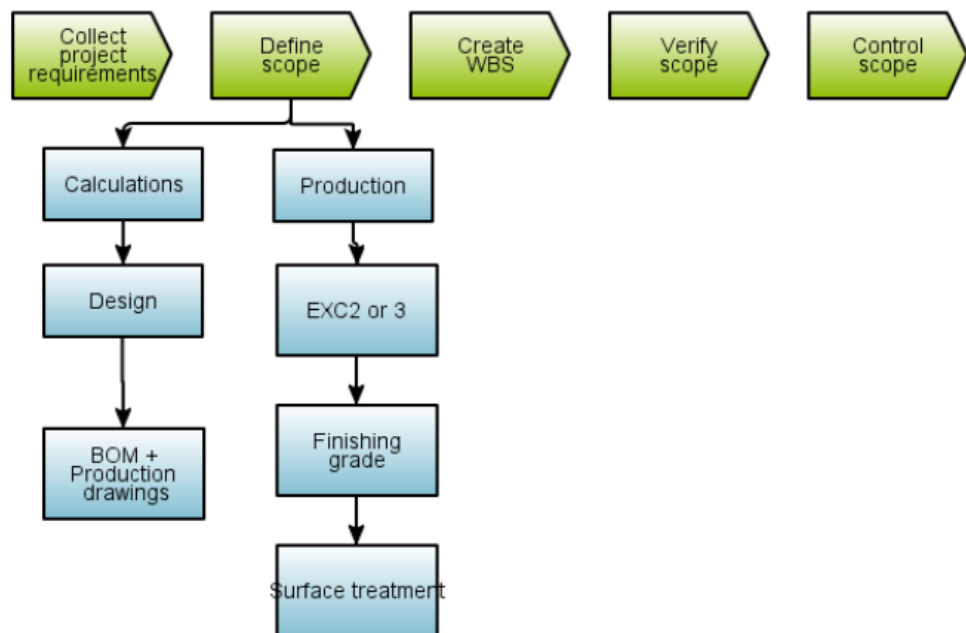 Collect
project
requirements
Define
scope
Create
WBS
Verify
scope
Control
scope
Calculations
Production
Design
EXC2 or 3
BOM +
Production
drawings
Finishing
grade
Surface treatment